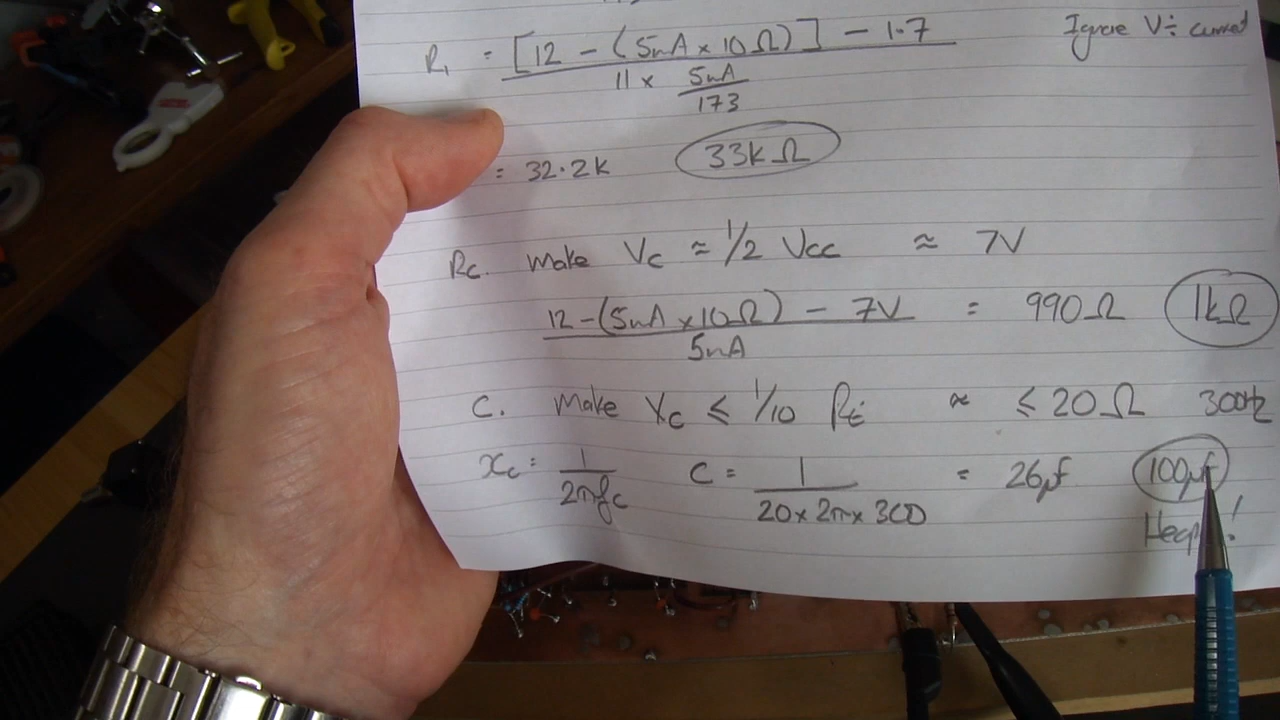 R₁ = [12 - (5mA x 10Ω)] - 1.7 Ignore V÷ current
11 x 5mA
173
= 32.2k 33kΩ
Rc. Make Vc ≈ 1/2 Vcc ≈ 7V
12-(5mA x 10Ω) - 7V = 990Ω 1kΩ
5mA
C. Make Xc ≤ 1/10 RE ≈ ≤ 20Ω 300Hz
xc = 1 C = 1 = 26µf 100µf
2πfc 20 x 2π x 300